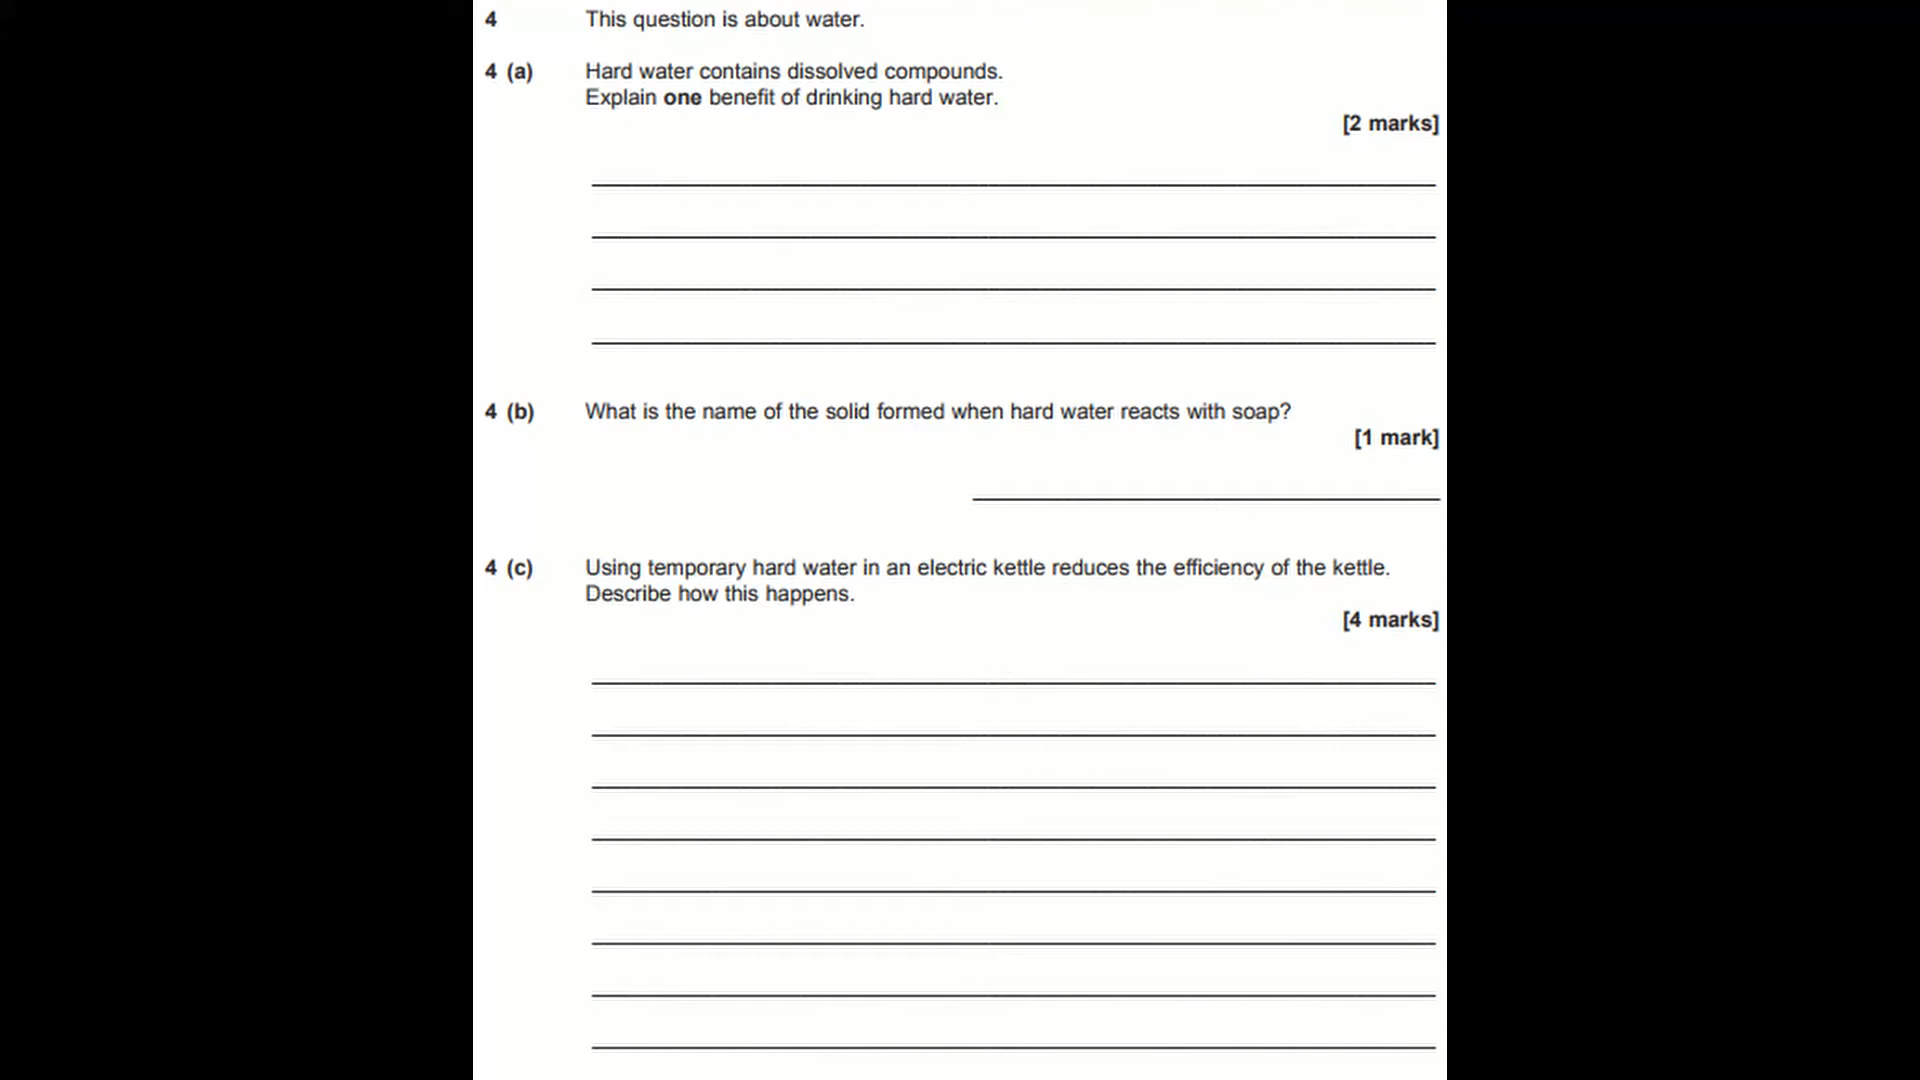 4 This question is about water.
4 (a) Hard water contains dissolved compounds.
Explain one benefit of drinking hard water.
[2 marks]
4 (b) What is the name of the solid formed when hard water reacts with soap?
[1 mark]
4 (c) Using temporary hard water in an electric kettle reduces the efficiency of the kettle.
Describe how this happens.
[4 marks]